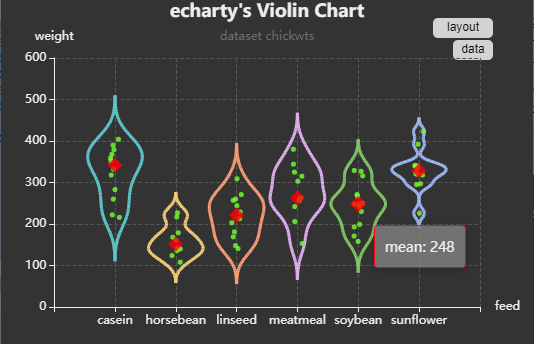 echarty's Violin Chart
layout
weight
dataset chickwts
data
600
500
400
300
200
mean: 248
100
0
feed
casein horsebean linseed meatmeal soybean sunflower